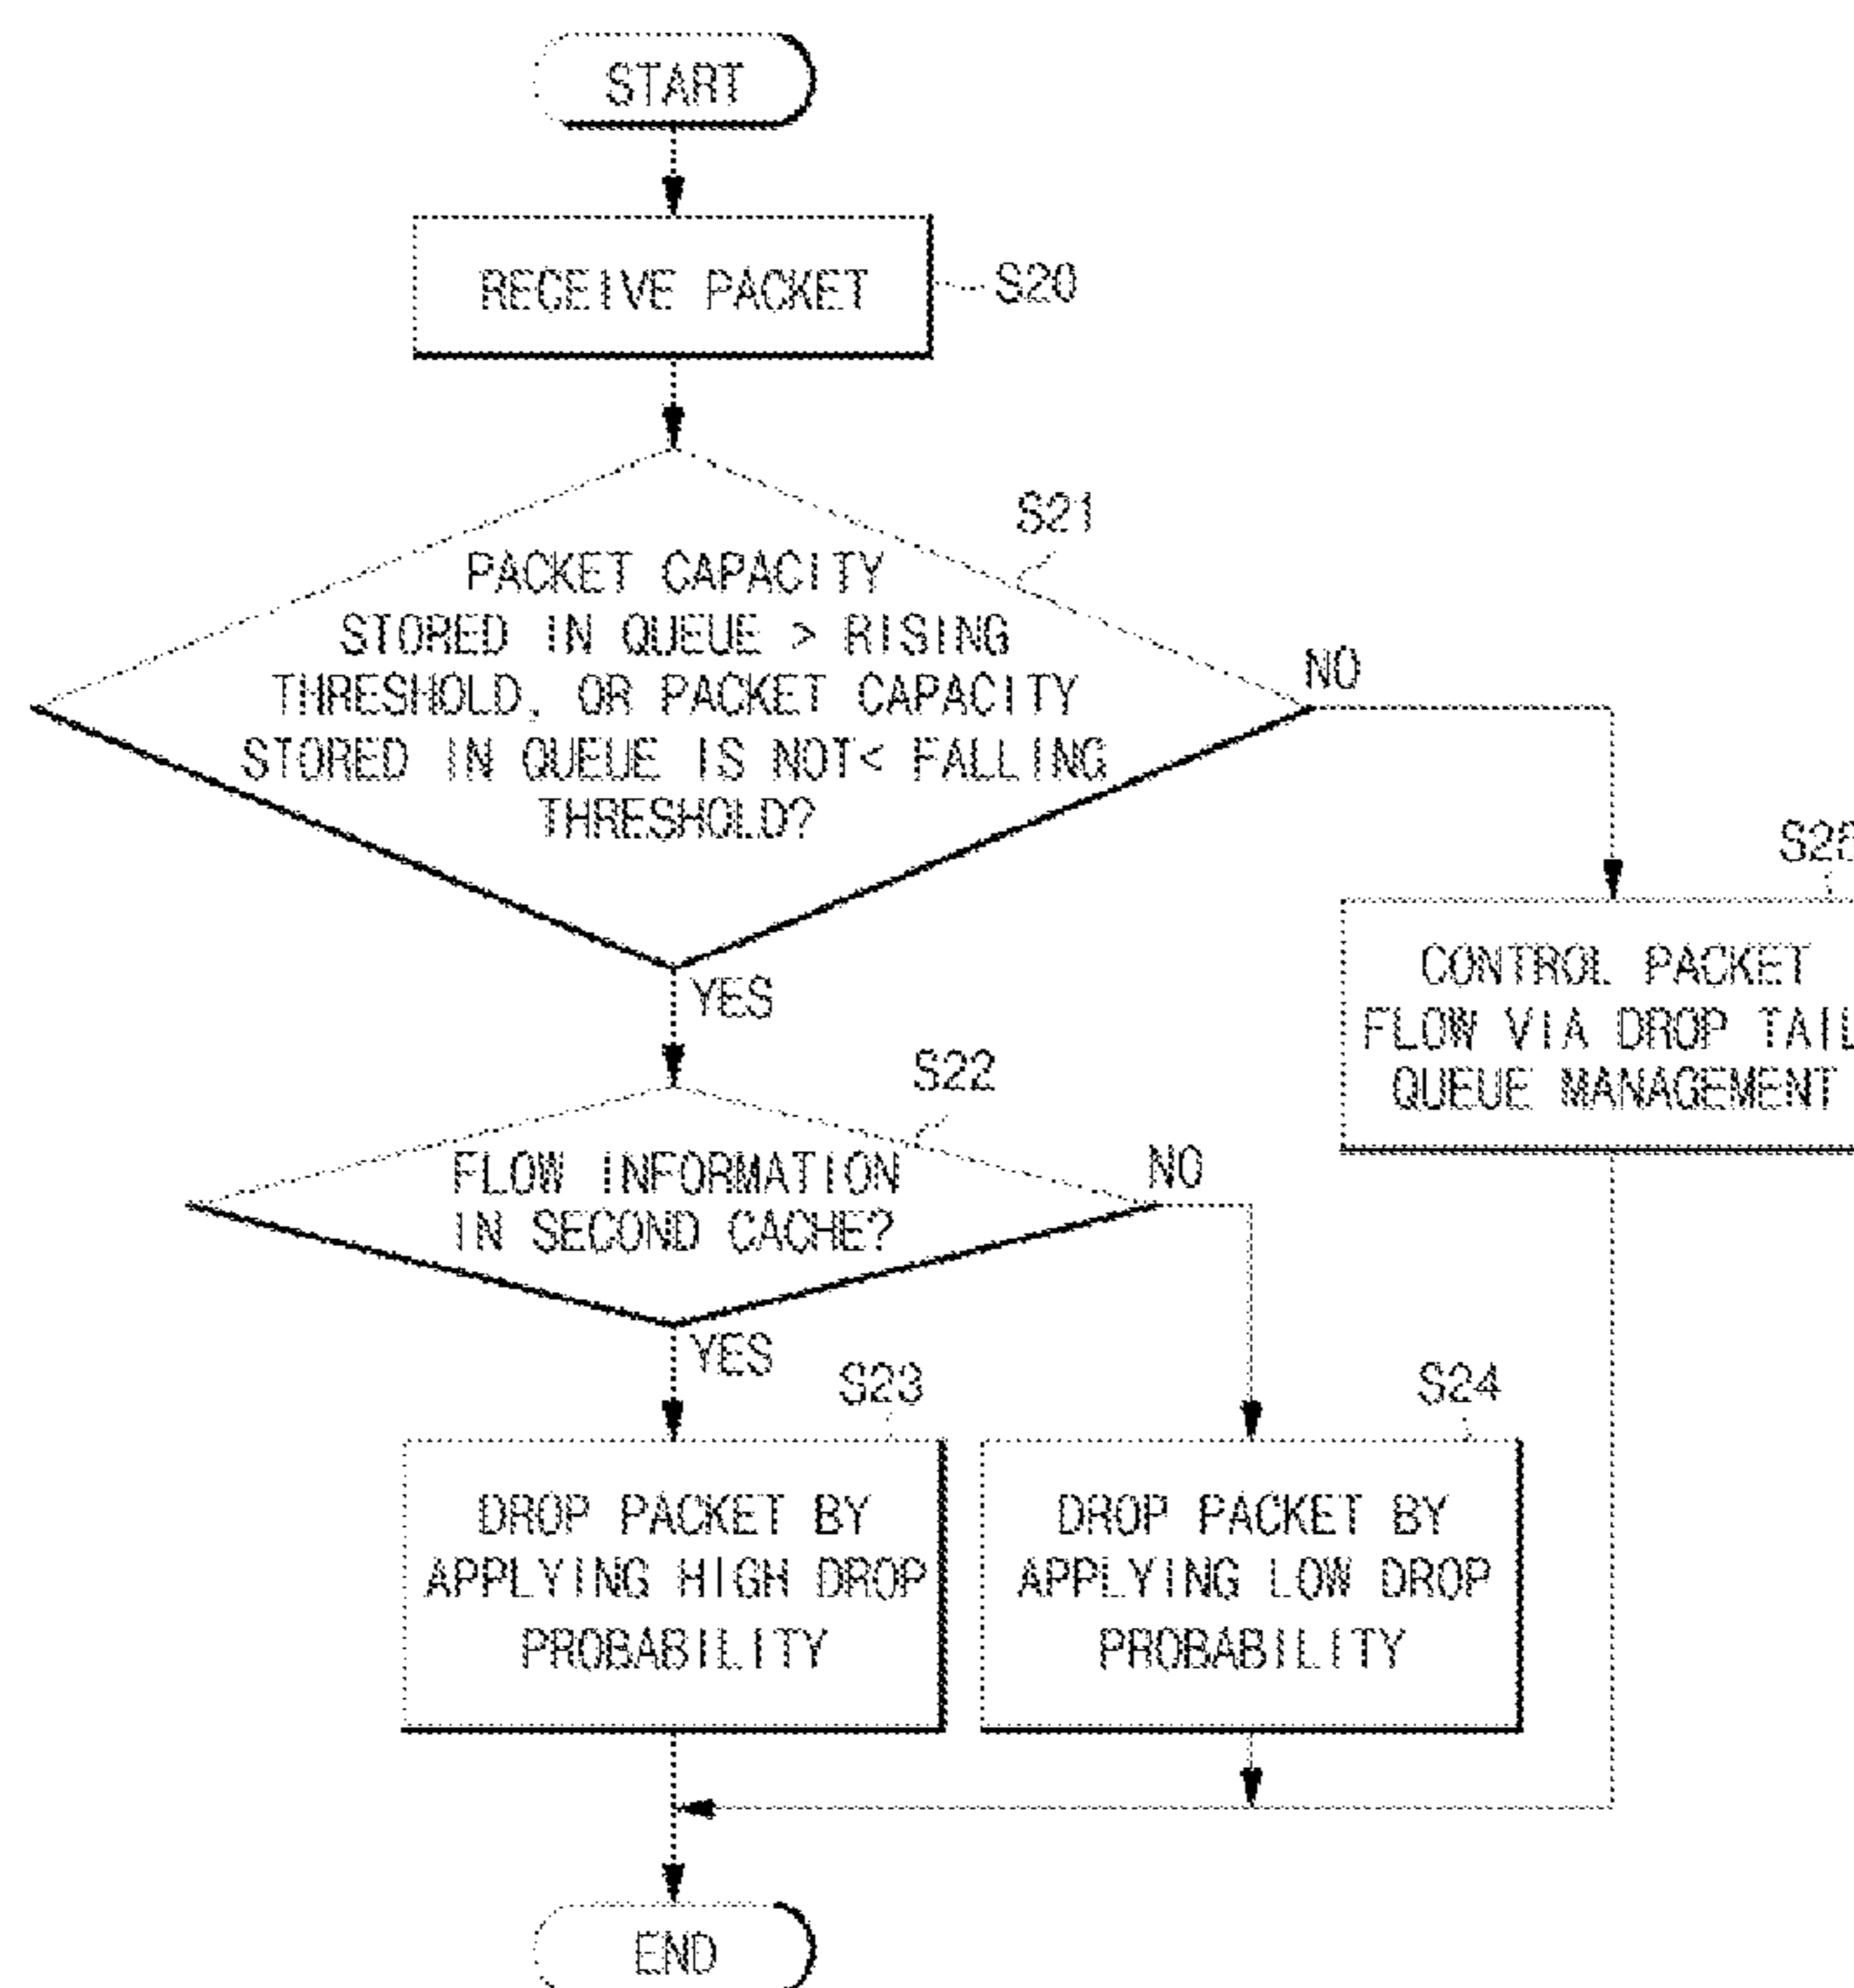 START
RECEIVE PACKET
S20
S21
PACKET CAPACITY
STORED IN QUEUE > RISING
THRESHOLD, OR PACKET CAPACITY
STORED IN QUEUE IS NOT< FALLING
THRESHOLD?
NO
YES
S25
CONTROL PACKET
FLOW VIA DROP TAIL
QUEUE MANAGEMENT
S22
FLOW INFORMATION
IN SECOND CACHE?
NO
YES
S23
DROP PACKET BY
APPLYING HIGH DROP
PROBABILITY
S24
DROP PACKET BY
APPLYING LOW DROP
PROBABILITY
END